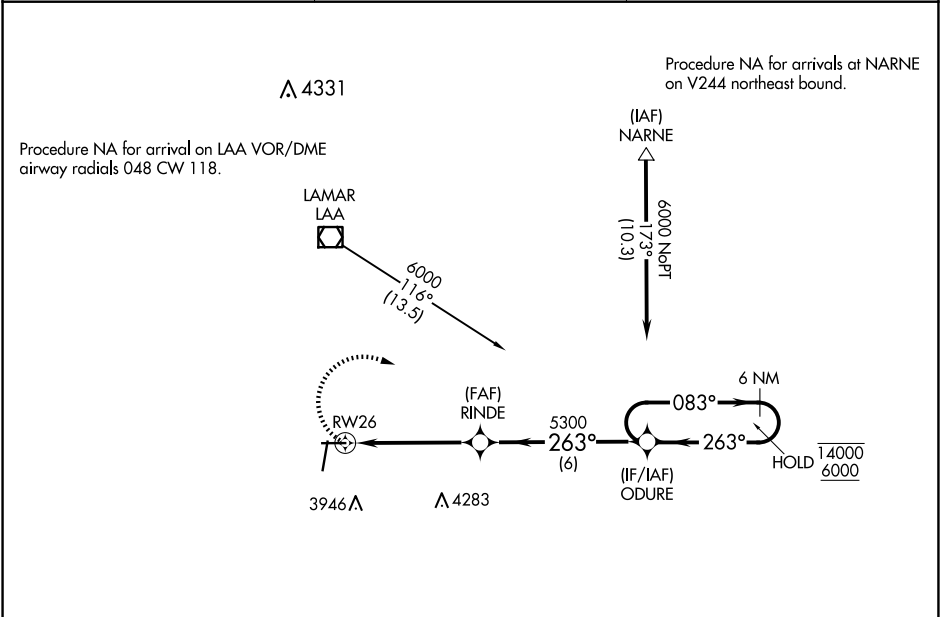 Procedure NA for arrivals at NARNE
on V244 northeast bound.
4331
(IAF)
NARNE
Procedure NA for arrival on LAA VOR/DME
airway radials 048 CW 118.
LAMAR
LAA
6000 NoPT
173°
(10.3)
6000
116°
(13.5)
6 NM
(FAF)
RINDE
083°
RW26
5300
263°
(6)
263°
HOLD
14000
6000
(IF/IAF)
ODURE
3946
4283